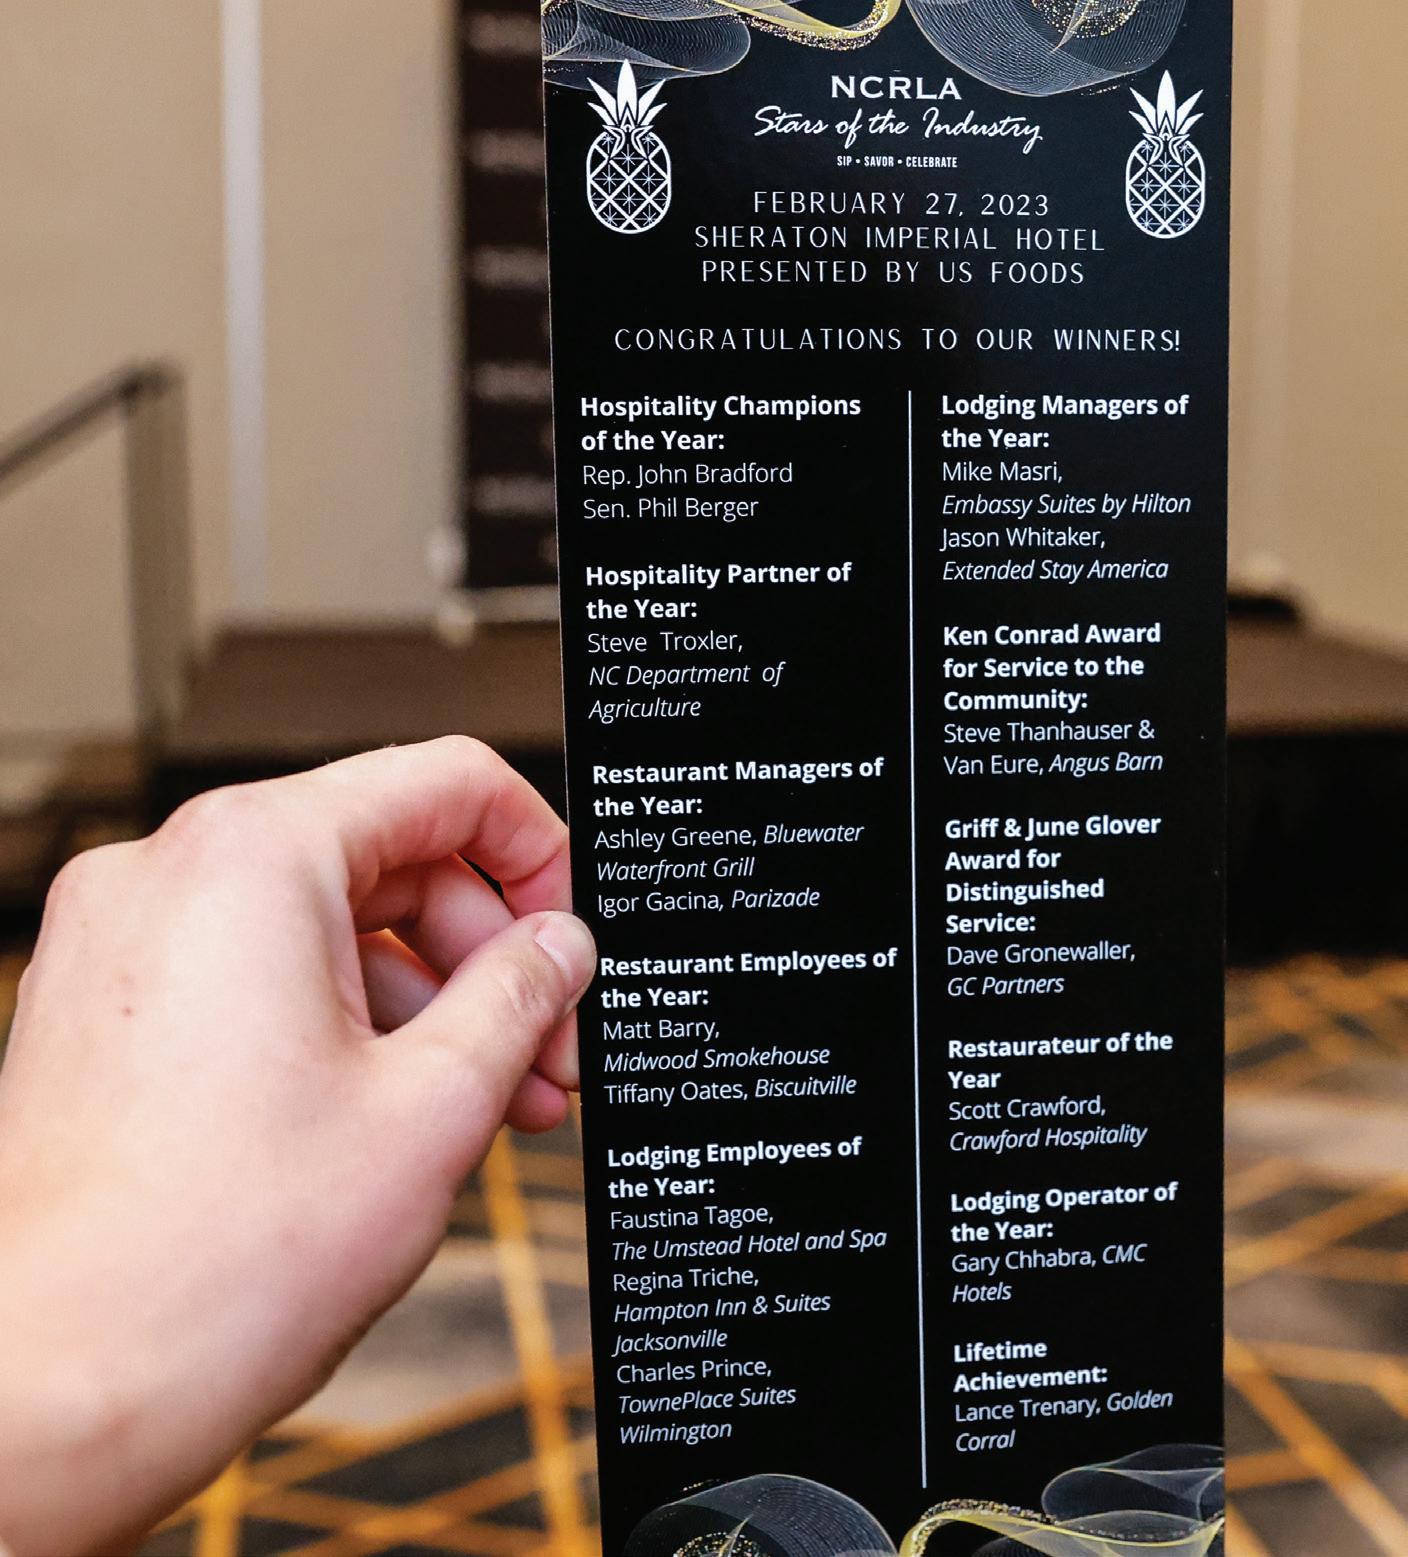 NCRLA
Stars of the Industry
SIP • SAVOR • CELEBRATE
FEBRUARY 27, 2023
SHERATON IMPERIAL HOTEL
PRESENTED BY US FOODS
CONGRATULATIONS TO OUR WINNERS!
Hospitality Champions
of the Year:
Rep. John Bradford
Sen. Phil Berger
Hospitality Partner of
the Year:
Steve Troxler,
NC Department of
Agriculture
Restaurant Managers of
the Year:
Ashley Greene, Bluewater
Waterfront Grill
Igor Gacina, Parizade
Restaurant Employees of
the Year:
Matt Barry,
Midwood Smokehouse
Tiffany Oates, Biscuitville
Lodging Employees of
the Year:
Faustina Tagoe,
The Umstead Hotel and Spa
Regina Triche,
Hampton Inn & Suites
Jacksonville
Charles Prince,
TownePlace Suites
Wilmington
Lodging Managers of
the Year:
Mike Masri,
Embassy Suites by Hilton
Jason Whitaker,
Extended Stay America
Ken Conrad Award
for Service to the
Community:
Steve Thanhauser &
Van Eure, Angus Barn
Griff & June Glover
Award for
Distinguished
Service:
Dave Gronewaller,
GC Partners
Restaurateur of the
Year
Scott Crawford,
Crawford Hospitality
Lodging Operator of
the Year:
Gary Chhabra, CMC
Hotels
Lifetime
Achievement:
Lance Trenary, Golden
Corral